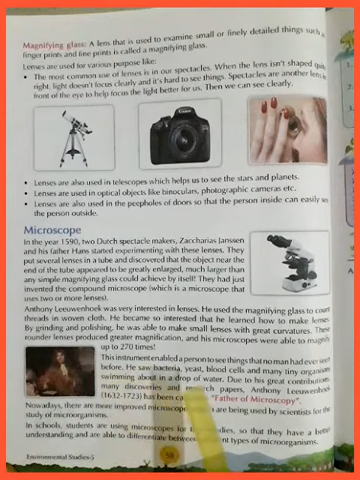 Magnifying glass: A lens that is used to examine small or finely detailed things such
finger prints and fine prints is called a magnifying glass.
Lenses are used for various purpose like:
• The most common use of lenses is in our spectacles. When the lens isn't shaped quite
right, light doesn't focus clearly and it's hard to see things. Spectacles are another lens
front of the eye to help focus the light better for us. Then we can see clearly.
Canon
• Lenses are also used in telescopes which helps us to see the stars and planets.
• Lenses are used in optical objects like binoculars, photographic cameras etc.
• Lenses are also used in the peepholes of doors so that the person inside can easily see
the person outside.
Microscope
In the year 1590, two Dutch spectacle makers, Zaccharias Janssen
and his father Hans started experimenting with these lenses. They
put several lenses in a tube and discovered that the object near the
end of the tube appeared to be greatly enlarged, much larger than
any simple magnifying glass could achieve by itself! They had just
invented the compound microscope (which is a microscope that
uses two or more lenses).
Anthony Leeuwenhoek was very interested in lenses. He used the magnifying glass to count
threads in woven cloth. He became so interested that he learned how to make lenses.
By grinding and polishing, he was able to make small lenses with great curvatures. These
rounder lenses produced greater magnification, and his microscopes were able to magnify
up to 270 times!
This instrument enabled a person to see things that no man had ever seen
before. He saw bacteria, yeast, blood cells and many tiny organisms
swimming about in a drop of water. Due to his great contributions
many discoveries and research papers, Anthony Leeuwenhoek
(1632-1723) has been "Father of Microscopy".
Nowadays, there are more improved are being used by scientists for the
study of microorganisms.
In schools, students are using microscopes for studies, so that they have a better
understanding and are able to differentiate between types of microorganisms.
Environmental Studies-5
58